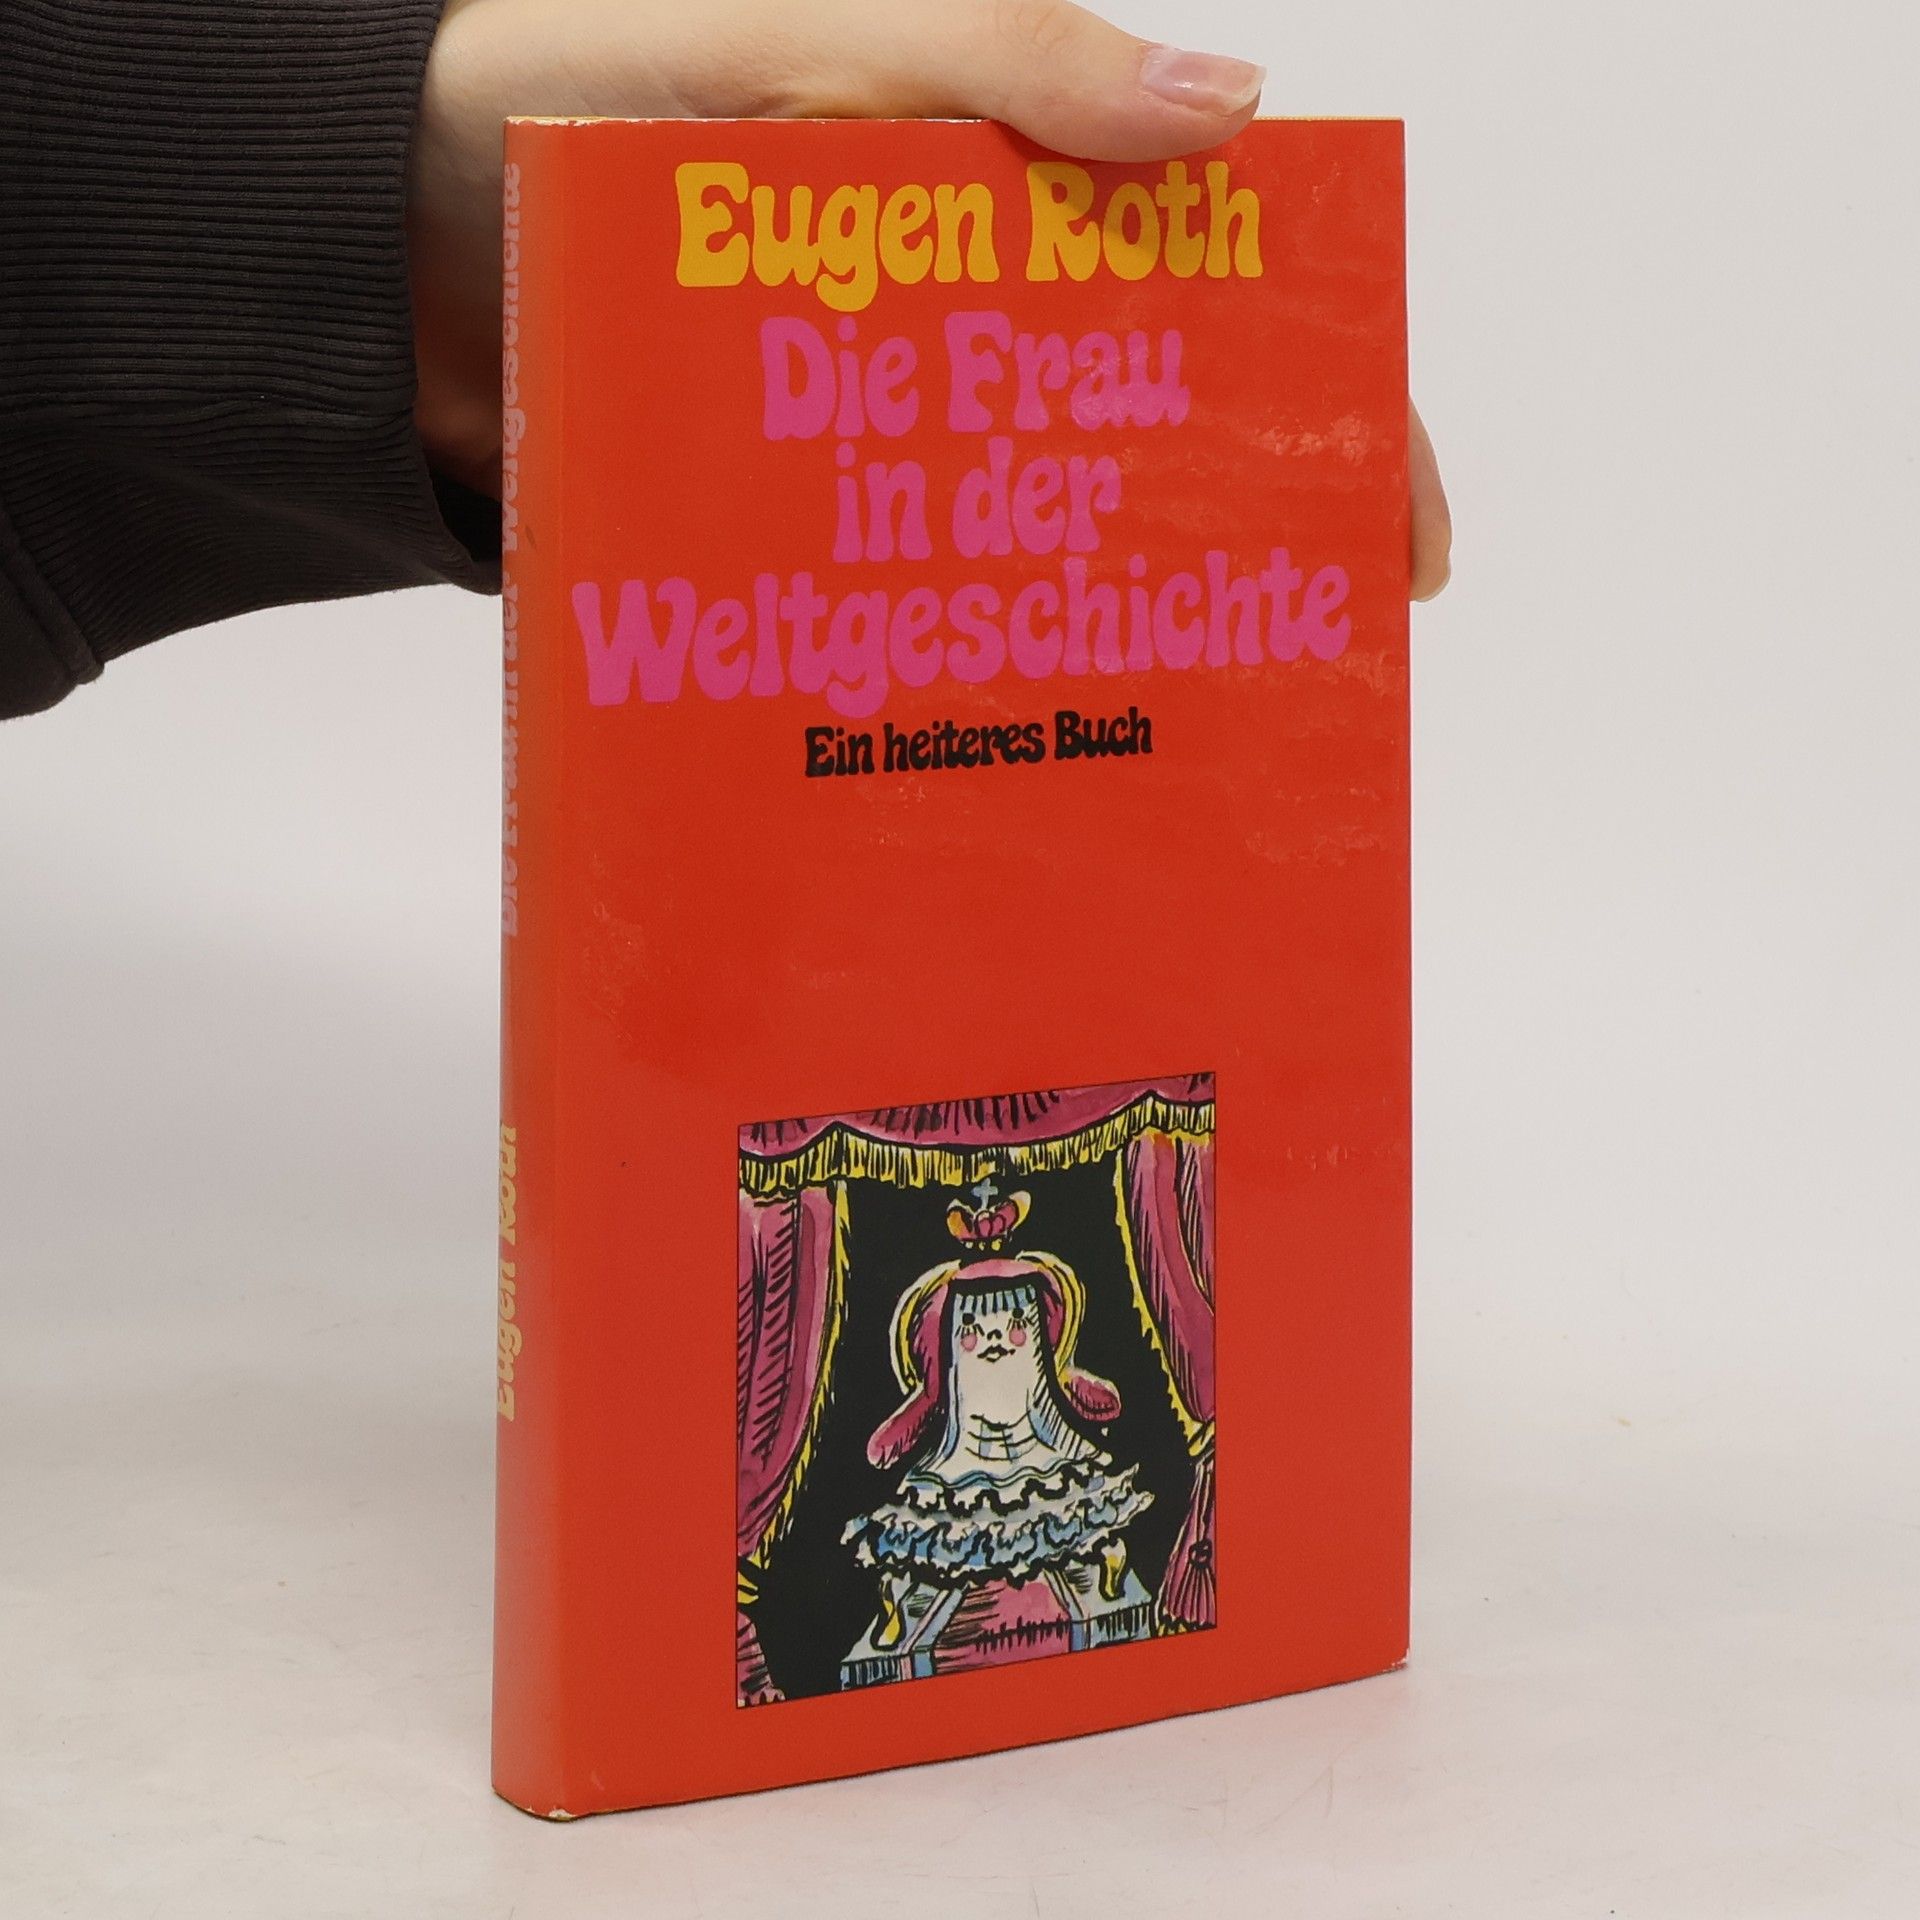 Eugen Roth
Die Frau
in der
Weltgeschichte
Ein heiteres Buch
Die Frau in der Weltgeschichte
Eugen Roth